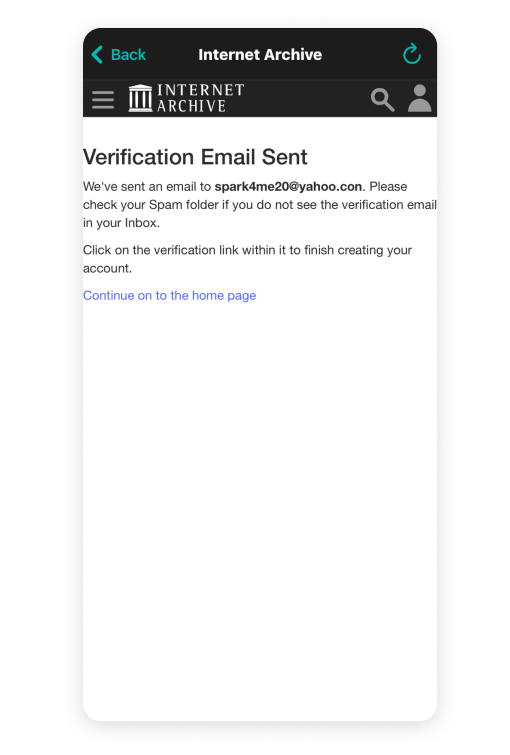 Back Internet Archive
INTERNET
ARCHIVE
Verification Email Sent
We've sent an email to spark4me20@yahoo.con. Please
check your Spam folder if you do not see the verification email
in your Inbox.
Click on the verification link within it to finish creating your
account.
Continue on to the home page